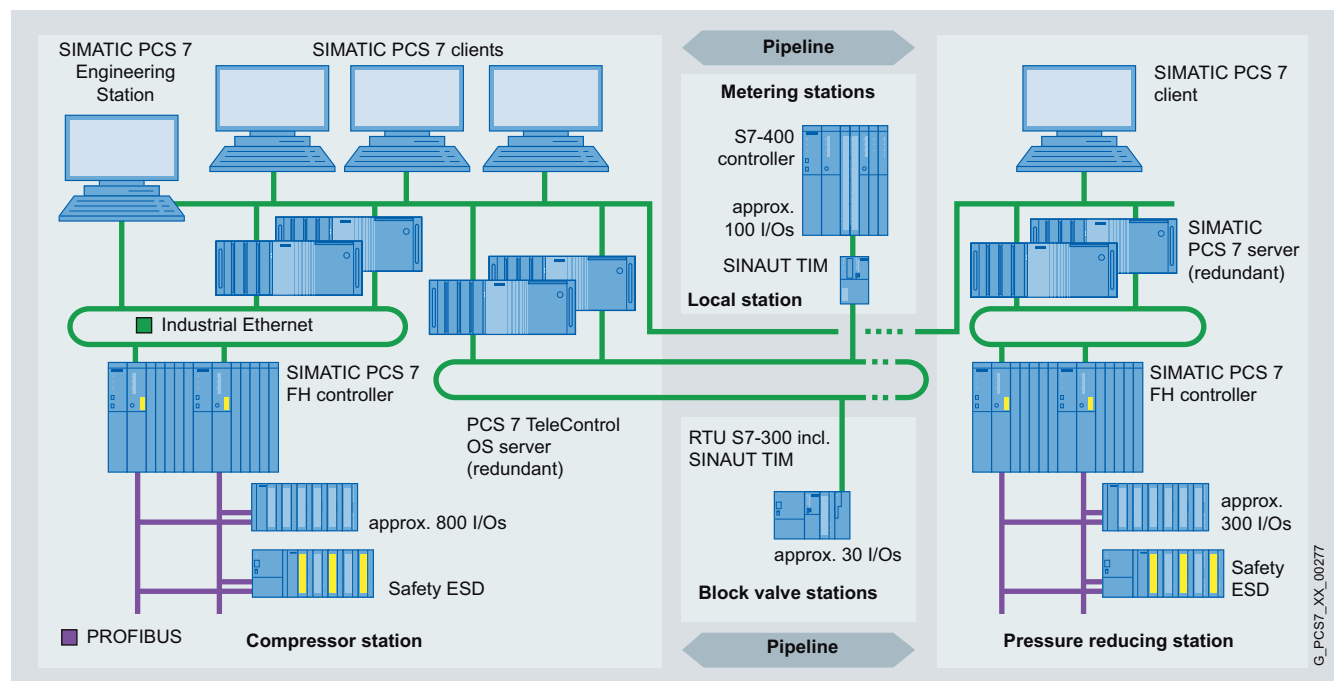 SIMATIC PCS 7
Engineering
Station
SIMATIC PCS 7 clients
Industrial Ethernet
SIMATIC PCS 7
FH controller
PCS 7 TeleControl
OS server
(redundant)
approx. 800 I/Os
Safety ESD
PROFIBUS
Compressor station
Pipeline
Metering stations
S7-400
controller
approx.
100 I/Os
SINAUT TIM
Local station
RTU S7-300 incl.
SINAUT TIM
approx. 30 I/Os
Block valve stations
Pipeline
SIMATIC PCS 7
client
SIMATIC
PCS 7 server
(redundant)
SIMATIC PCS 7
FH controller
approx.
300 I/Os
Safety
ESD
Pressure reducing station
G_PCS7_XX_00277